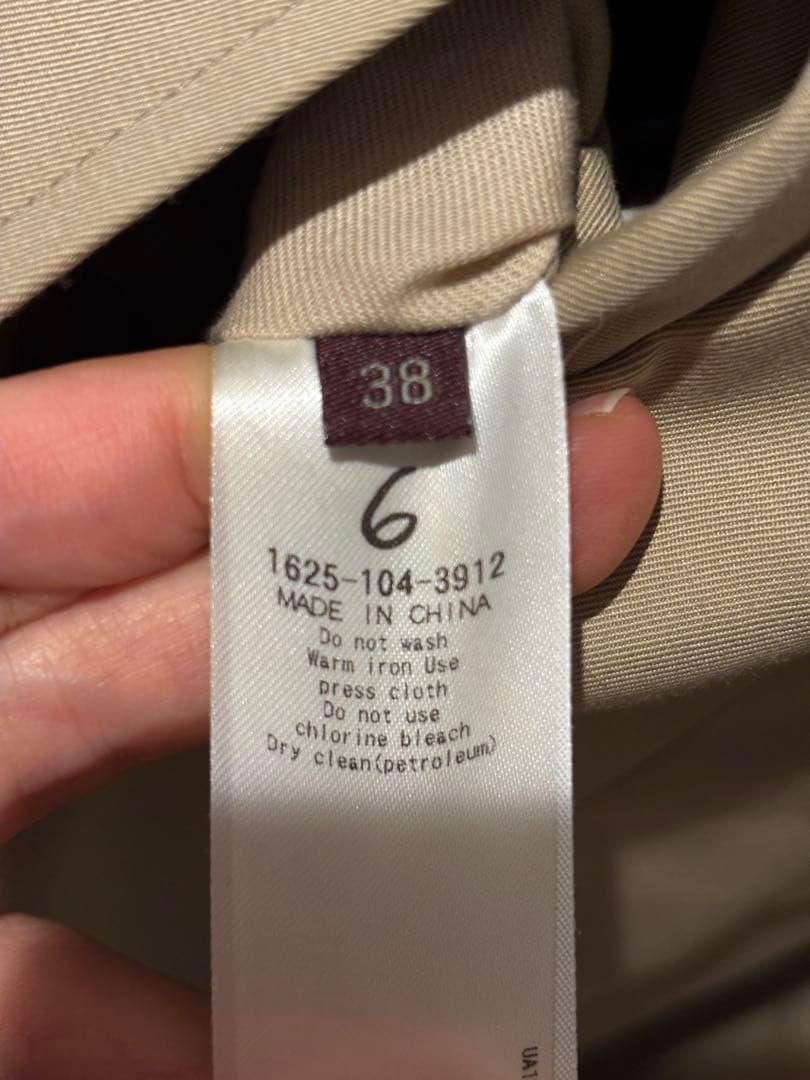 38
6
1625-104-3912
MADE IN CHINA
Do not wash
Warm iron Use
press cloth
Do not use
chlorine bleach
Dry clean(petroleum)
UA1